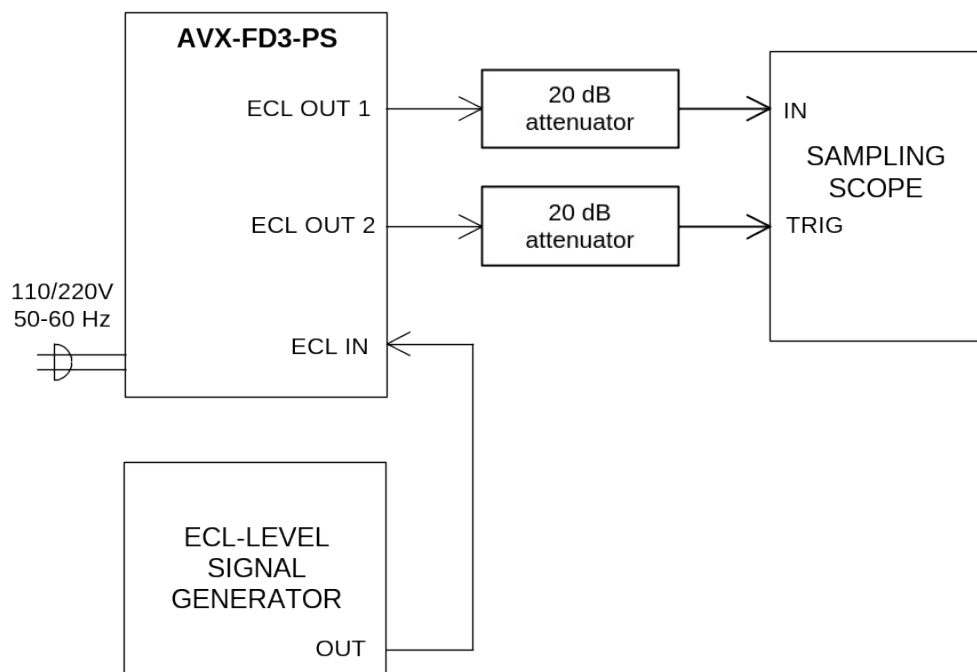 AVX-FD3-PS
ECL OUT 1
20 dB
attenuator
IN
SAMPLING
SCOPE
ECL OUT 2
20 dB
attenuator
TRIG
110/220V
50-60 Hz
ECL IN
ECL-LEVEL
SIGNAL
GENERATOR
OUT